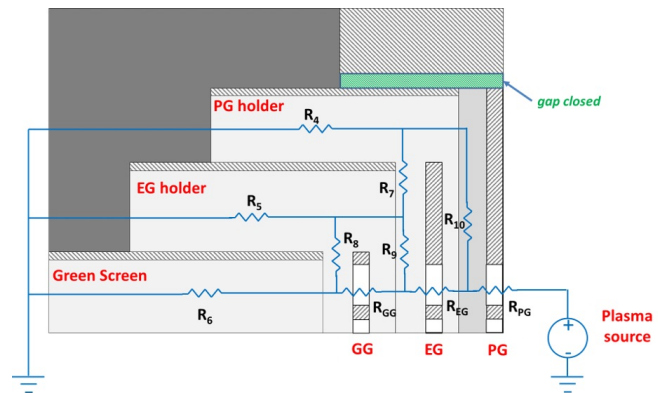 PG holder
gap closed
R4
EG holder
R7
R5
R10
R8
R9
Green Screen
RGG
REG
RPG
R6
Plasma
source
+
-
GG
EG
PG